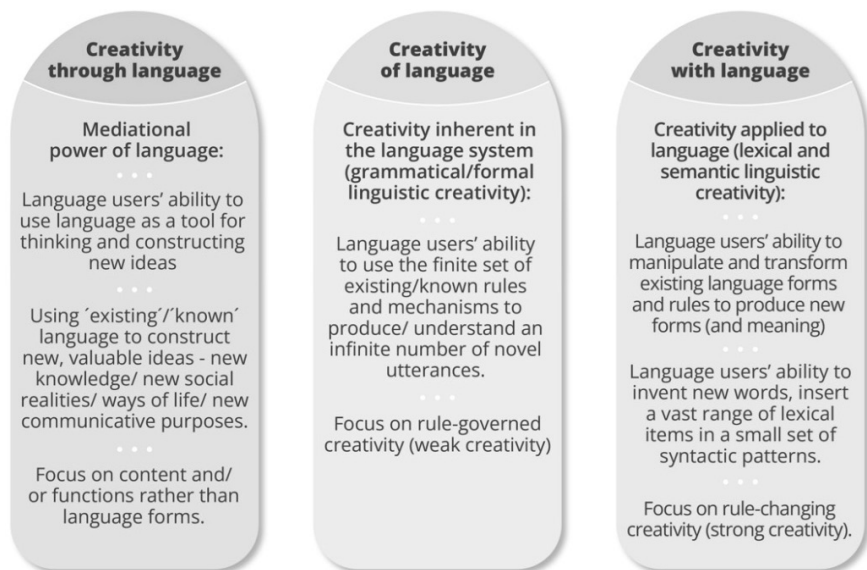 Creativity
through language
Mediational
power of language:
Language users’ ability to
use language as a tool for
thinking and constructing
new ideas
Using ´existing´/´known´
language to construct
new, valuable ideas - new
knowledge/ new social
realities/ ways of life/ new
communicative purposes.
Focus on content and/
or functions rather than
language forms.
Creativity
of language
Creativity inherent in
the language system
(grammatical/formal
linguistic creativity):
Language users’ ability
to use the finite set of
existing/known rules
and mechanisms to
produce/ understand an
infinite number of novel
utterances.
Focus on rule-governed
creativity (weak creativity)
Creativity
with language
Creativity applied to
language (lexical and
semantic linguistic
creativity):
Language users’ ability to
manipulate and transform
existing language forms
and rules to produce new
forms (and meaning)
Language users’ ability to
invent new words, insert
a vast range of lexical
items in a small set of
syntactic patterns.
Focus on rule-changing
creativity (strong creativity).